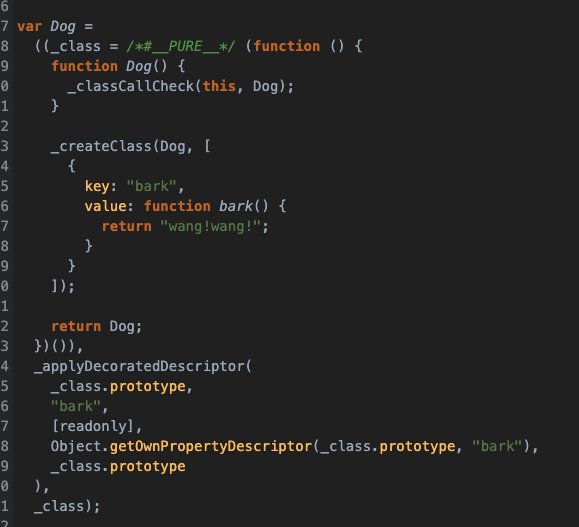 6
7 var Dog =
8 ((_class = /*#__PURE__*/ (function () {
9 function Dog() {
0 _classCallCheck(this, Dog);
1 }
2
3 _createClass(Dog, [
4 {
5 key: "bark",
6 value: function bark() {
7 return "wang!wang!";
8 }
9 }
0 ]);
1
2 return Dog;
3 })()),
4 _applyDecoratedDescriptor(
5 _class.prototype,
6 "bark",
7 [readonly],
8 Object.getOwnPropertyDescriptor(_class.prototype, "bark"),
9 _class.prototype
0 ),
1 _class);
2